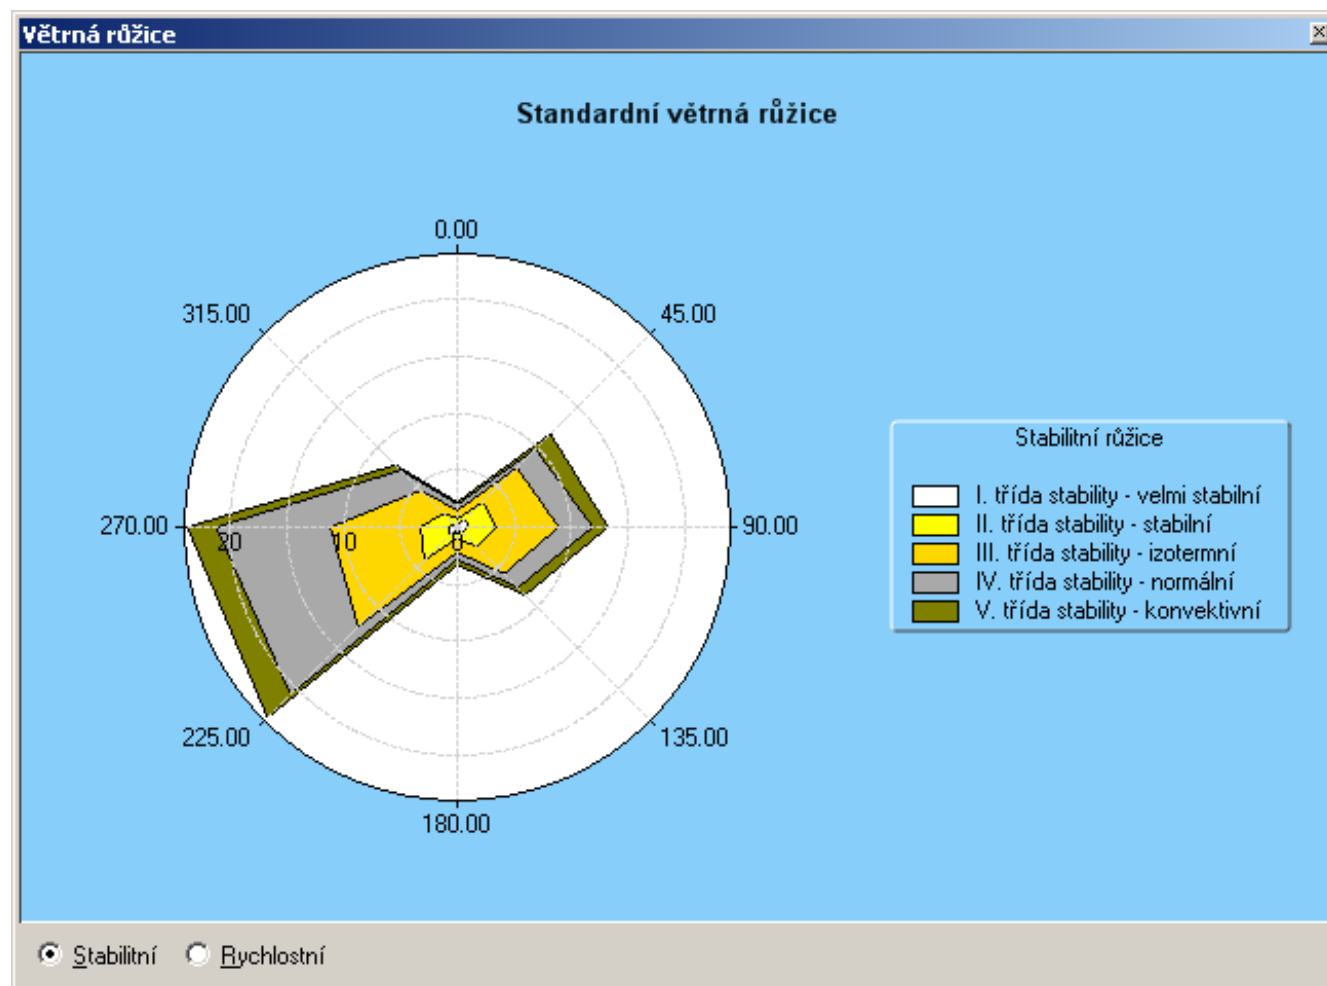 Větrná růžice
Standardní větrná růžice
0.00
315.00
45.00
270.00
20
10
0
90.00
225.00
135.00
180.00
Stabilitní růžice
I. třída stability - velmi stabilní
II. třída stability - stabilní
III. třída stability - izotermní
IV. třída stability - normální
V. třída stability - konvektivní
Stabilitní
Rychlostní